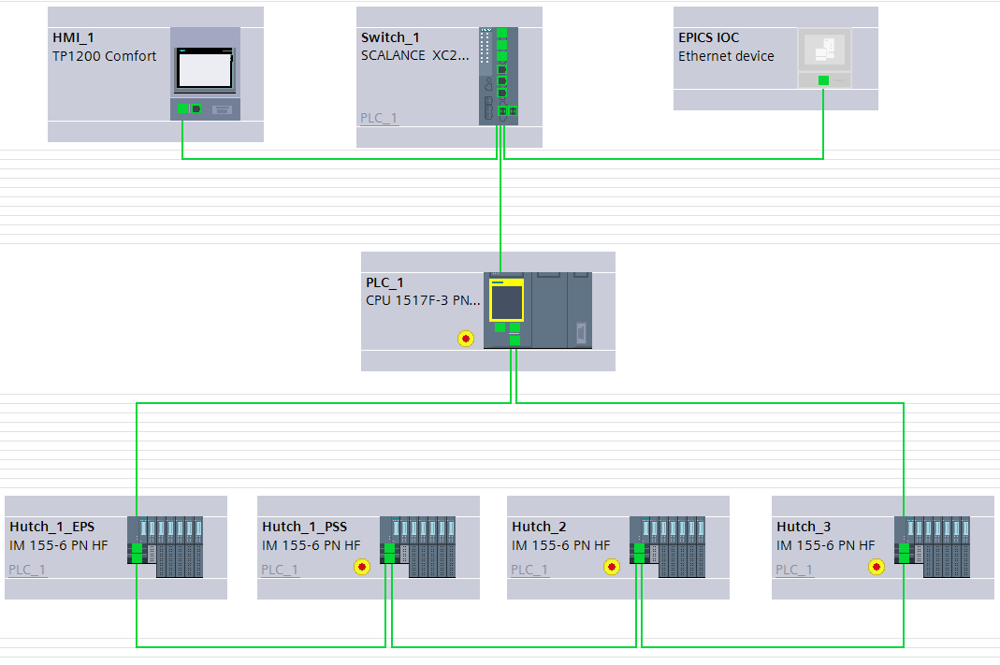 HMI_1
TP1200 Comfort
Switch_1
SCALANCE XC2...
PLC_1
EPICS IOC
Ethernet device
PLC_1
CPU 1517F-3 PN...
Hutch_1_EPS
IM 155-6 PN HF
PLC_1
Hutch_1_PSS
IM 155-6 PN HF
PLC_1
Hutch_2
IM 155-6 PN HF
PLC_1
Hutch_3
IM 155-6 PN HF
PLC_1